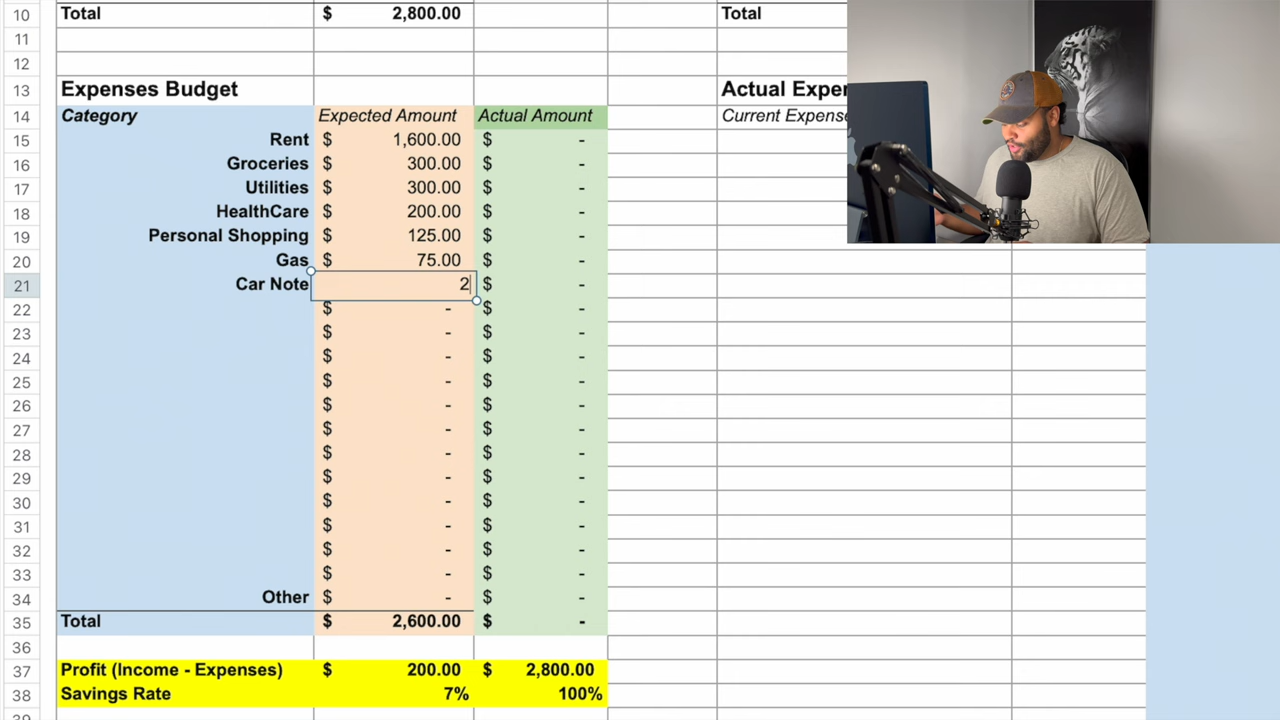 10 Total $ 2,800.00 Total
11
12
13 Expenses Budget Actual Exper
14 Category Expected Amount Actual Amount Current Expense
15 Rent $ 1,600.00 $ -
16 Groceries $ 300.00 $ -
17 Utilities $ 300.00 $ -
18 HealthCare $ 200.00 $ -
19 Personal Shopping $ 125.00 $ -
20 Gas $ 75.00 $ -
21 Car Note 2 $ -
22 $ - $ -
23 $ - $ -
24 $ - $ -
25 $ - $ -
26 $ - $ -
27 $ - $ -
28 $ - $ -
29 $ - $ -
30 $ - $ -
31 $ - $ -
32 $ - $ -
33 $ - $ -
34 Other $ - $ -
35 Total $ 2,600.00 $ -
36
37 Profit (Income - Expenses) $ 200.00 $ 2,800.00
38 Savings Rate 7% 100%
39